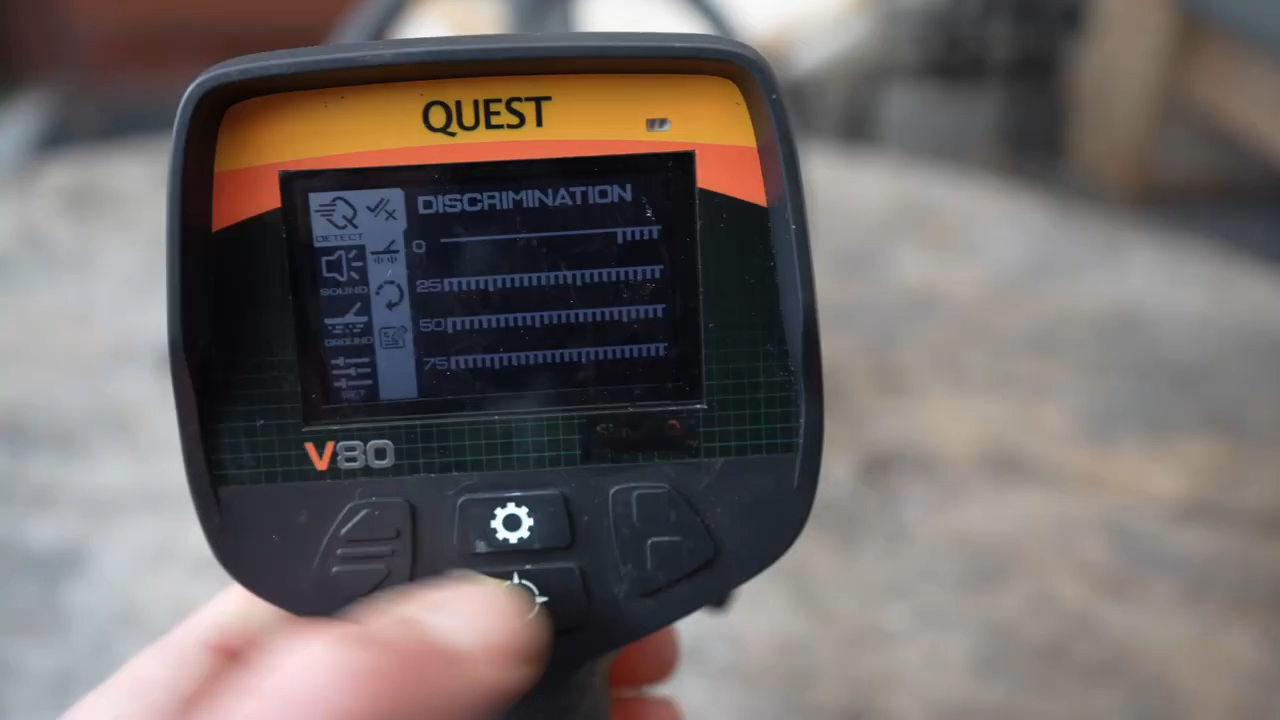 QUEST
DISCRIMINATION
DETECT
0
SOUND
25
GROUND
50
75
V80